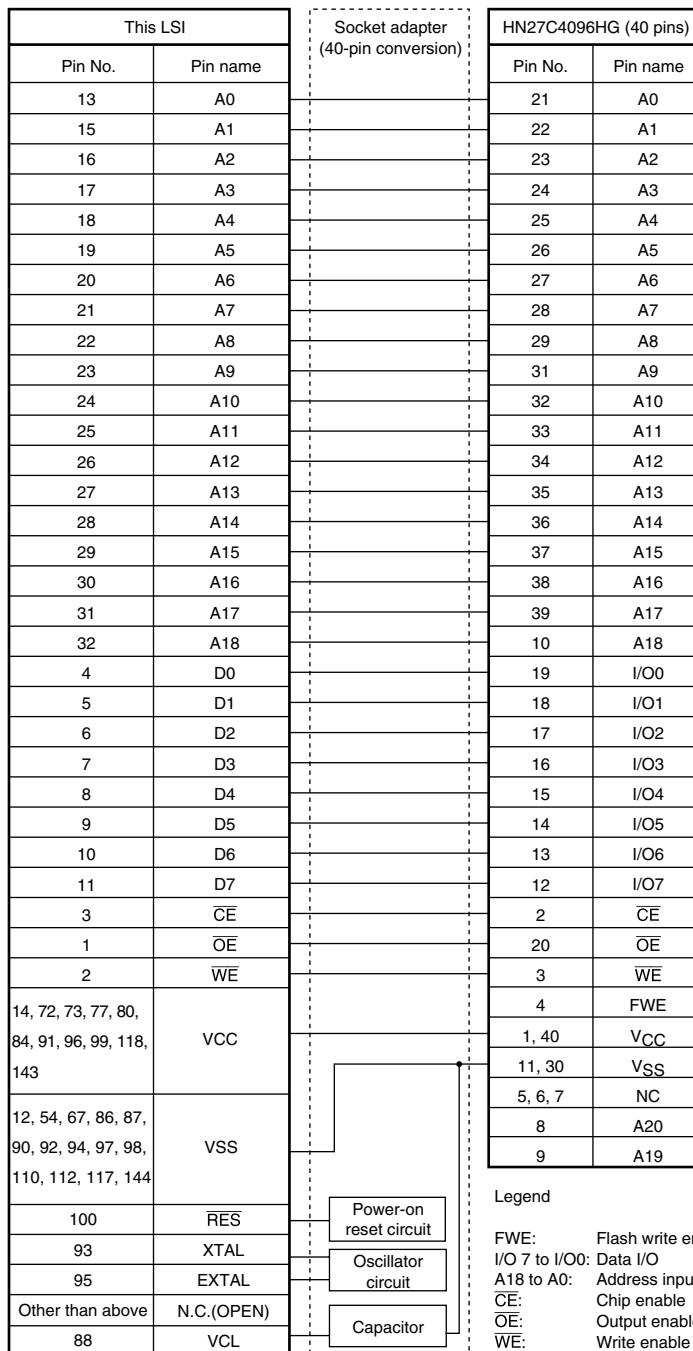 This LSI
Socket adapter
(40-pin conversion)
HN27C4096HG (40 pins)
Pin No. Pin name Pin No. Pin name
13 A0 21 A0
15 A1 22 A1
16 A2 23 A2
17 A3 24 A3
18 A4 25 A4
19 A5 26 A5
20 A6 27 A6
21 A7 28 A7
22 A8 29 A8
23 A9 31 A9
24 A10 32 A10
25 A11 33 A11
26 A12 34 A12
27 A13 35 A13
28 A14 36 A14
29 A15 37 A15
30 A16 38 A16
31 A17 39 A17
32 A18 10 A18
4 D0 19 I/O0
5 D1 18 I/O1
6 D2 17 I/O2
7 D3 16 I/O3
8 D4 15 I/O4
9 D5 14 I/O5
10 D6 13 I/O6
11 D7 12 I/O7
3 C̅E̅ 2 C̅E̅
1 O̅E̅ 20 O̅E̅
2 W̅E̅ 3 W̅E̅
14, 72, 73, 77, 80,
84, 91, 96, 99, 118,
143
VCC
4 FWE
1, 40 VCC
11, 30 VSS
5, 6, 7 NC
8 A20
9 A19
12, 54, 67, 86, 87,
90, 92, 94, 97, 98,
110, 112, 117, 144
VSS
100 R̅E̅S̅
Power-on
reset circuit
93 XTAL
95 EXTAL
Oscillator
circuit
Other than above N.C.(OPEN)
88 VCL
Capacitor
Legend
FWE: Flash write
I/O 7 to I/O0: Data I/O
A18 to A0: Address
C̅E̅: Chip enable
O̅E̅: Output
W̅E̅: Write enable